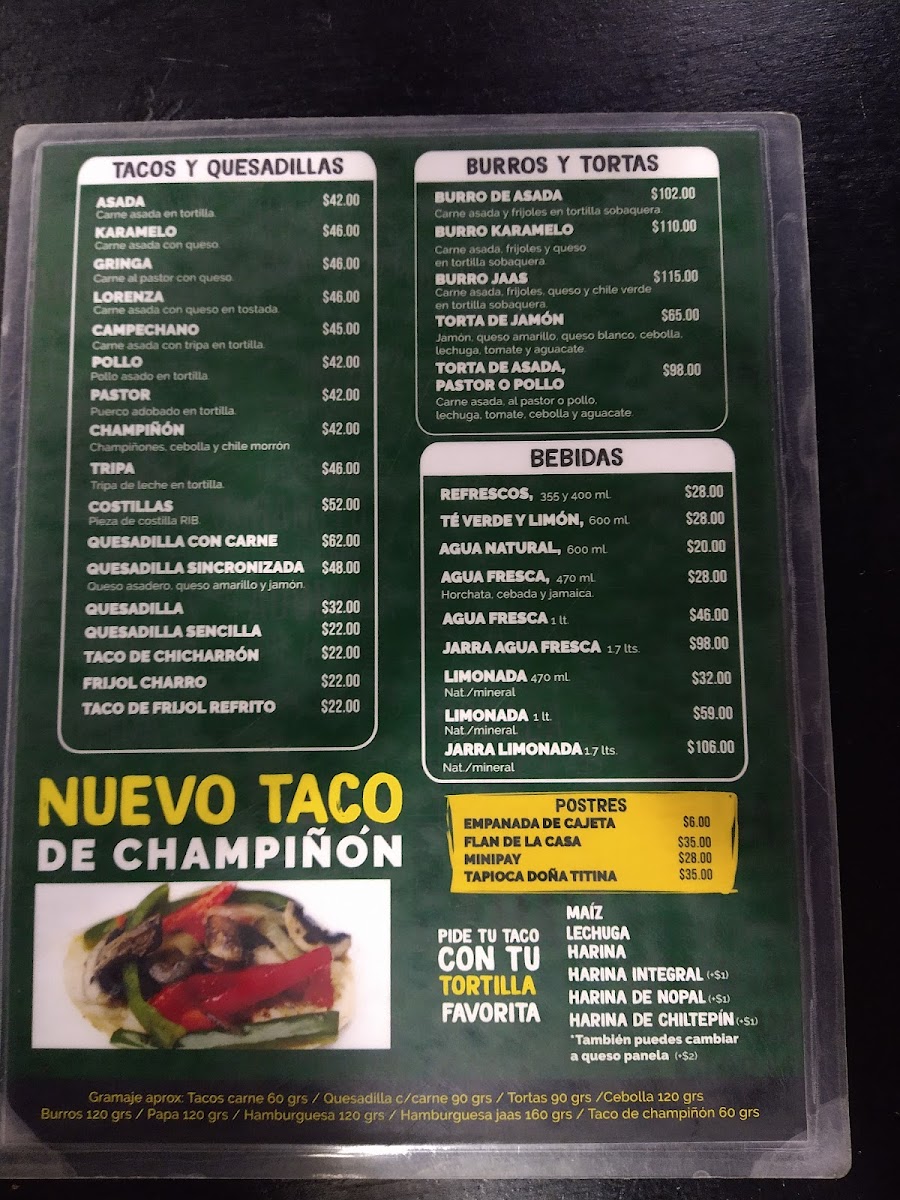 TACOS Y QUESADILLAS
ASADA $42.00
Carne asada en tortilla.
KARAMELO $46.00
Carne asada con queso.
GRINGA $46.00
Carne al pastor con queso.
LORENZA $46.00
Carne asada con queso en tostada.
CAMPECHANO $45.00
Carne asada con tripa en tortilla.
POLLO $42.00
Pollo asado en tortilla.
PASTOR $42.00
Puerco adobado en tortilla.
CHAMPIÑÓN $42.00
Champiñones, cebolla y chile morrón
TRIPA $46.00
Tripa de leche en tortilla.
COSTILLAS $52.00
Pieza de costilla RIB.
QUESADILLA CON CARNE $62.00
QUESADILLA SINCRONIZADA $48.00
Queso asadero, queso amarillo y jamón.
QUESADILLA $32.00
QUESADILLA SENCILLA $22.00
TACO DE CHICHARRÓN $22.00
FRIJOL CHARRO $22.00
TACO DE FRIJOL REFRITO $22.00
NUEVO TACO
DE CHAMPIÑÓN
BURROS Y TORTAS
BURRO DE ASADA $102.00
Carne asada y frijoles en tortilla sobaquera.
BURRO KARAMELO $110.00
Carne asada, frijoles y queso
en tortilla sobaquera.
BURRO JAAS $115.00
Carne asada, frijoles, queso y chile verde
en tortilla sobaquera.
TORTA DE JAMÓN $65.00
Jamón, queso amarillo, queso blanco, cebolla,
lechuga, tomate y aguacate.
TORTA DE ASADA, $98.00
PASTOR O POLLO
Carne asada, al pastor o pollo,
lechuga, tomate, cebolla y aguacate.
BEBIDAS
REFRESCOS, 355 y 400 ml. $28.00
TÉ VERDE Y LIMÓN, 600 ml. $28.00
AGUA NATURAL, 600 ml. $20.00
AGUA FRESCA, 470 ml. $28.00
Horchata, cebada y jamaica.
AGUA FRESCA 1 lt. $46.00
JARRA AGUA FRESCA 1.7 lts. $98.00
LIMONADA 470 ml. $32.00
Nat./mineral
LIMONADA 1 lt. $59.00
Nat./mineral.
JARRA LIMONADA 1.7 lts. $106.00
Nat./mineral
POSTRES
EMPANADA DE CAJETA $6.00
FLAN DE LA CASA $35.00
MINIPAY $28.00
TAPIOCA DOÑA TITINA $35.00
PIDE TU TACO
CON TU
TORTILLA
FAVORITA
MAÍZ
LECHUGA
HARINA
HARINA INTEGRAL (+$1)
HARINA DE NOPAL (+$1)
HARINA DE CHILTEPÍN (+$1)
*También puedes cambiar
a queso panela (+$2)
Gramaje aprox: Tacos carne 60 grs / Quesadilla c/carne 90 grs / Tortas 90 grs /Cebolla 120 grs
Burros 120 grs / Papa 120 grs / Hamburguesa 120 grs / Hamburguesa jaas 160 grs / Taco de champiñón 60 grs